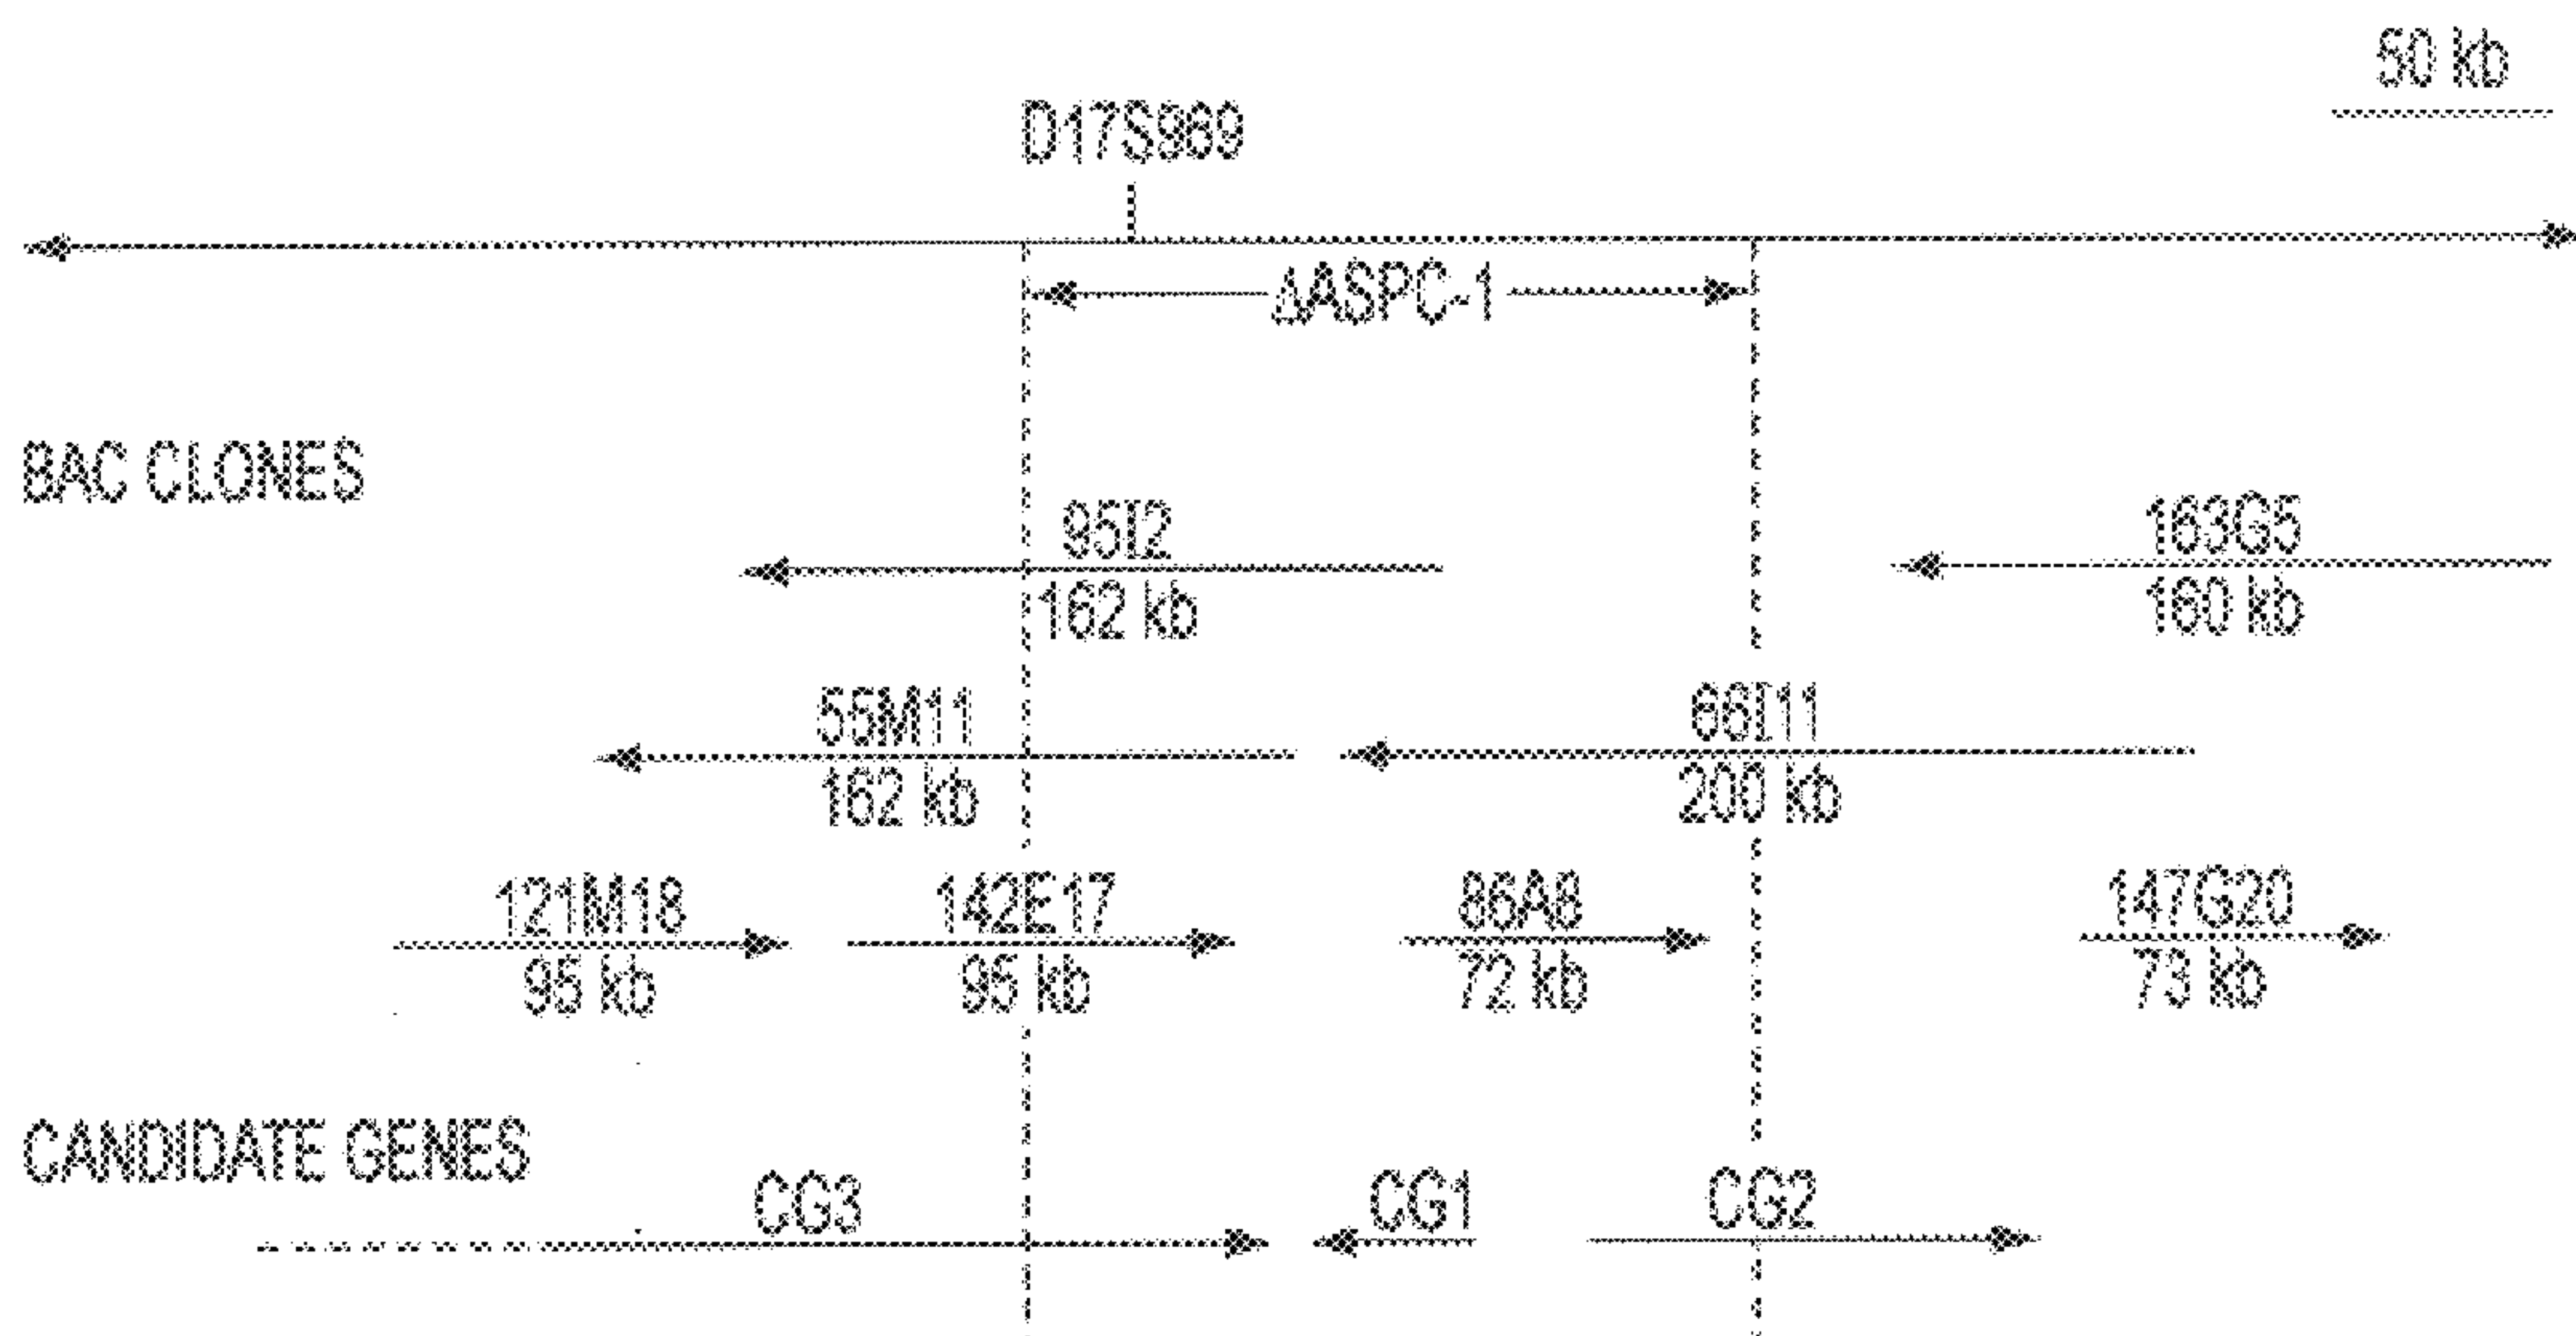 50 kb
D17S969
ΔASPC-1
BAC CLONES
95I2
163G5
162 kb
160 kb
55M11
66I11
162 kb
200 kb
121M18
142E17
86A8
147G20
95 kb
95 kb
72 kb
73 kb
CANDIDATE GENES
CG3
CG1
CG2